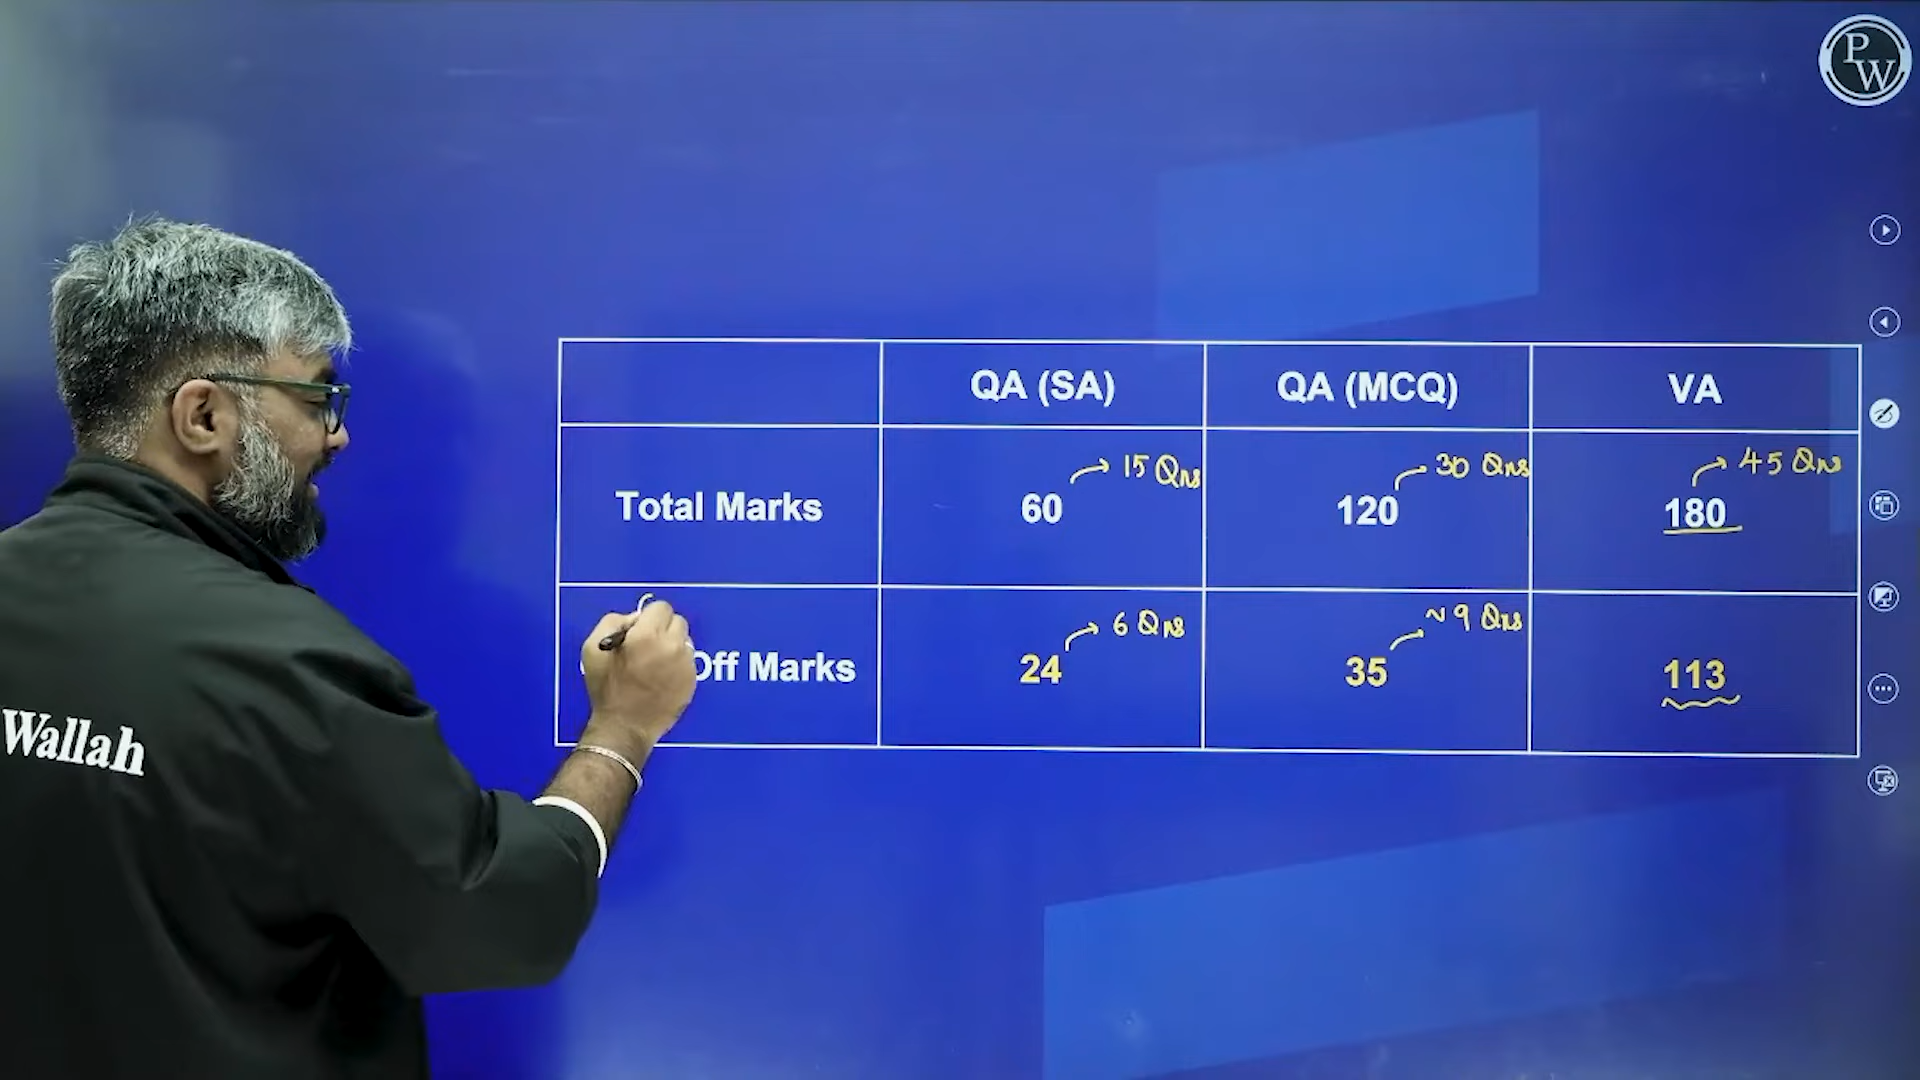 PW
QA (SA)
QA (MCQ)
VA
Total Marks
60 → 15 Qns
120 → 30 Qns
180 → 45 Qns
Off Marks
24 → 6 Qns
35 → ~9 Qns
113
Wallah